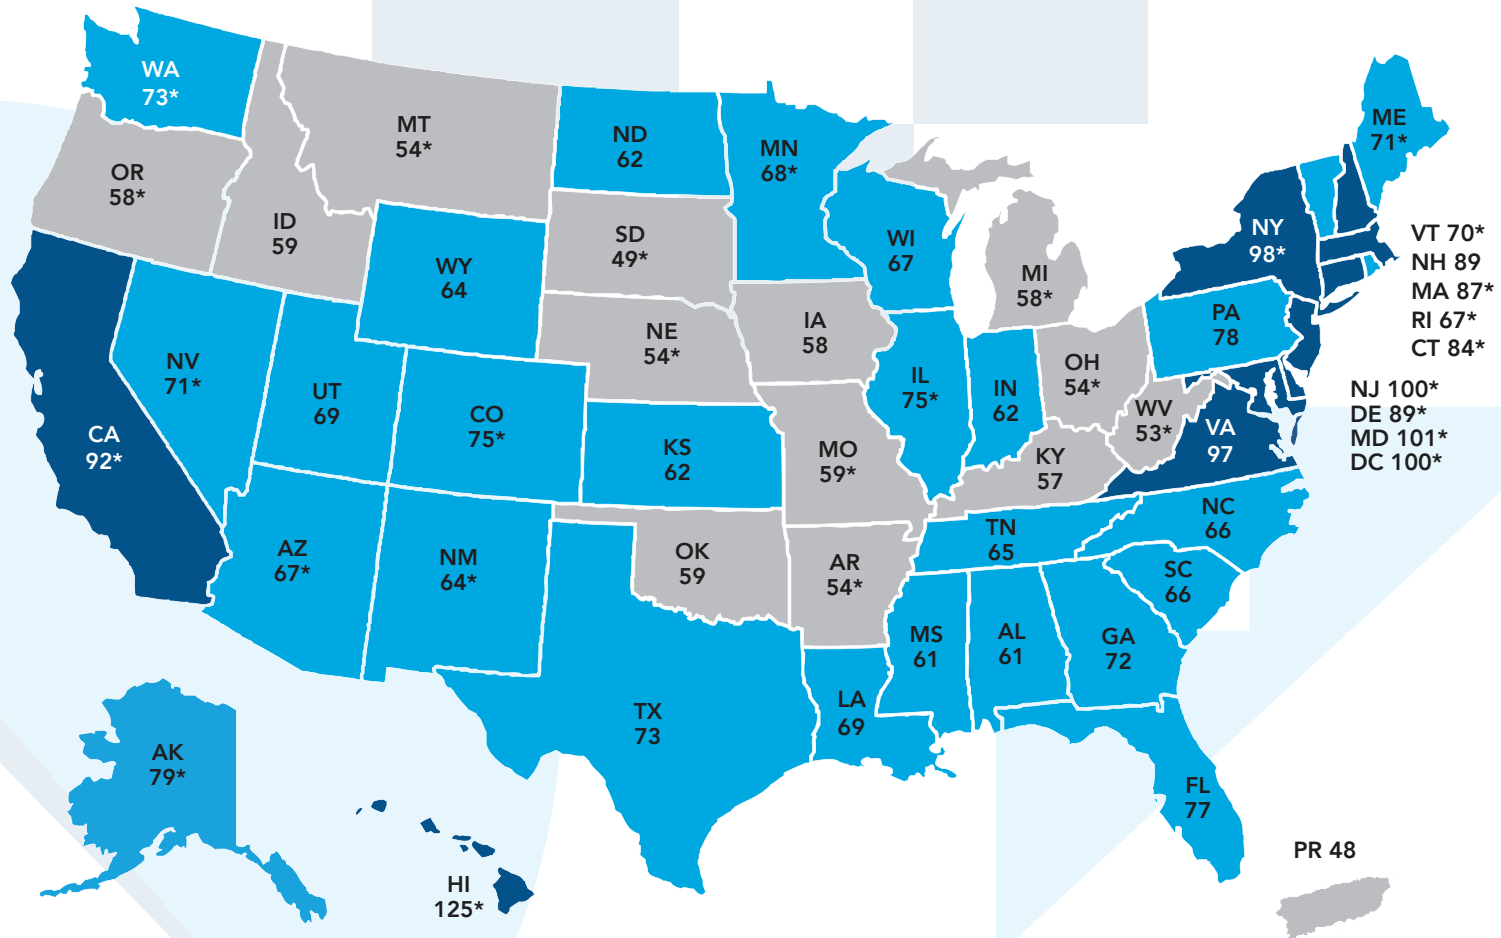 WA
73*
MT
54*
ND
62
MN
68*
ME
71*
OR
58*
ID
59
SD
49*
WI
67
NY
98*
VT 70*
NH 89
MA 87*
RI 67*
CT 84*
WY
64
MI
58*
PA
78
IA
58
NE
54*
NV
71*
UT
69
CO
75*
IL
75*
IN
62
OH
54*
NJ 100*
DE 89*
MD 101*
DC 100*
WV
53*
VA
97
CA
92*
KS
62
MO
59*
KY
57
NC
66
TN
65
AZ
67*
NM
64*
OK
59
AR
54*
SC
66
MS
61
AL
61
GA
72
LA
69
TX
73
AK
79*
FL
77
PR 48
HI
125*